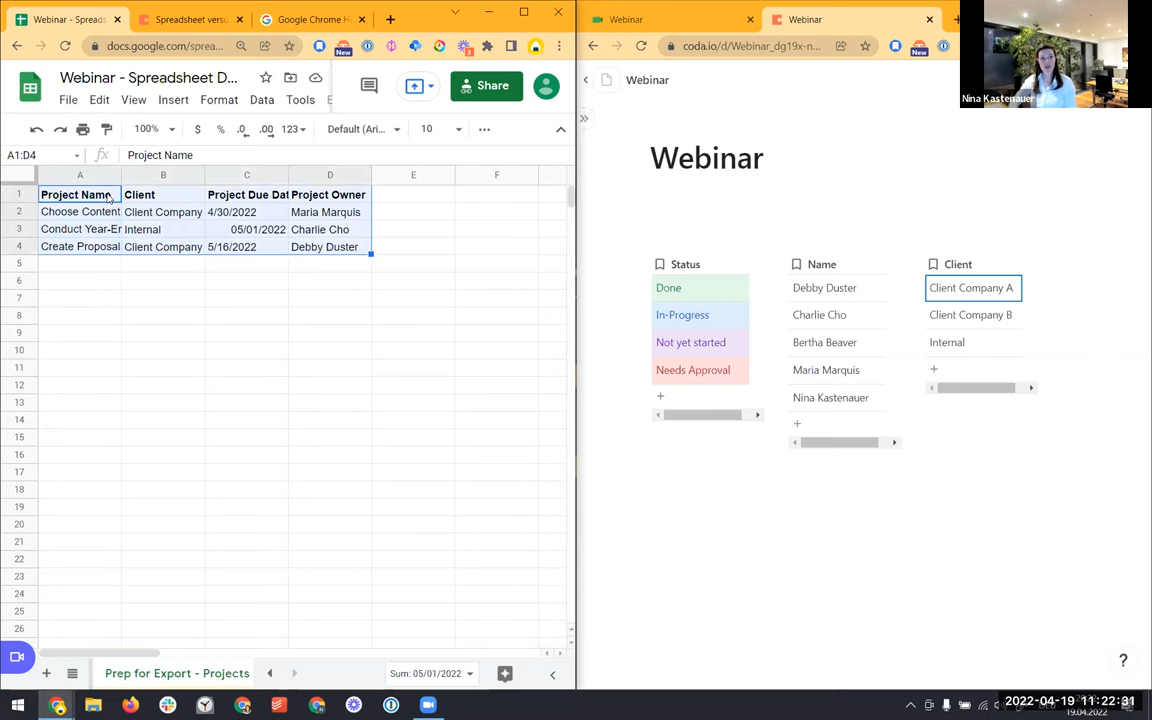 Webinar - Spreads
Spreadsheet versu
Google Chrome H
docs.google.com/sprea...
New
Webinar - Spreadsheet D...
Share
File
Edit
View
Insert
Format
Data
Tools
100%
$
%
.0
.00
123
Default (Ari...
10
A1:D4
fx
Project Name
A
B
C
D
E
F
1
Project Name
Client
Project Due Dat
Project Owner
2
Choose Content
Client Company
4/30/2022
Maria Marquis
3
Conduct Year-Er
Internal
05/01/2022
Charlie Cho
4
Create Proposal
Client Company
5/16/2022
Debby Duster
5
6
7
8
9
10
11
12
13
14
15
16
17
18
19
20
21
22
23
24
25
26
Prep for Export - Projects
Sum: 05/01/2022
Webinar
Webinar
coda.io/d/Webinar_dg19x-n...
New
Nina Kastenauer
Webinar
Webinar
Status
Done
In-Progress
Not yet started
Needs Approval
Name
Debby Duster
Charlie Cho
Bertha Beaver
Maria Marquis
Nina Kastenauer
Client
Client Company A
Client Company B
Internal
?
2022-04-19 11:22:31
19.04.2022